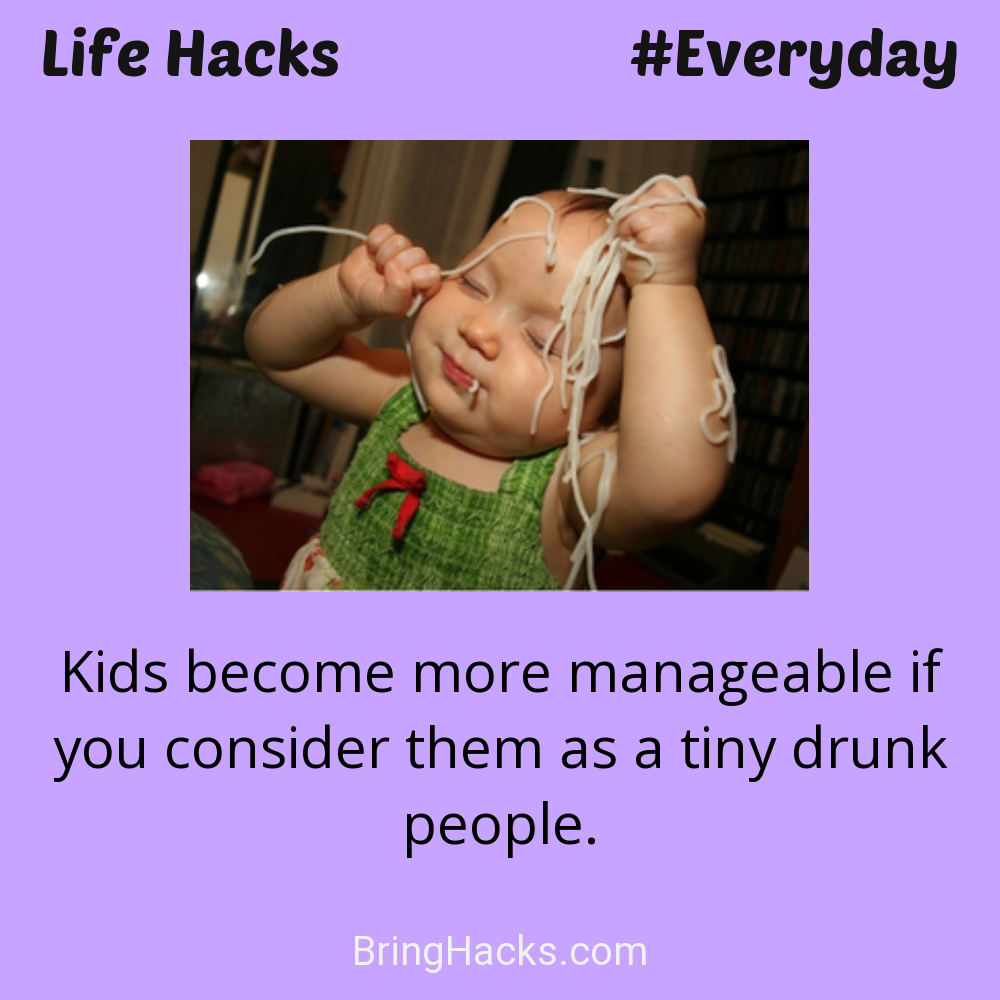 Life Hacks
#Everyday
Kids become more manageable if
you consider them as a tiny drunk
people.
BringHacks.com